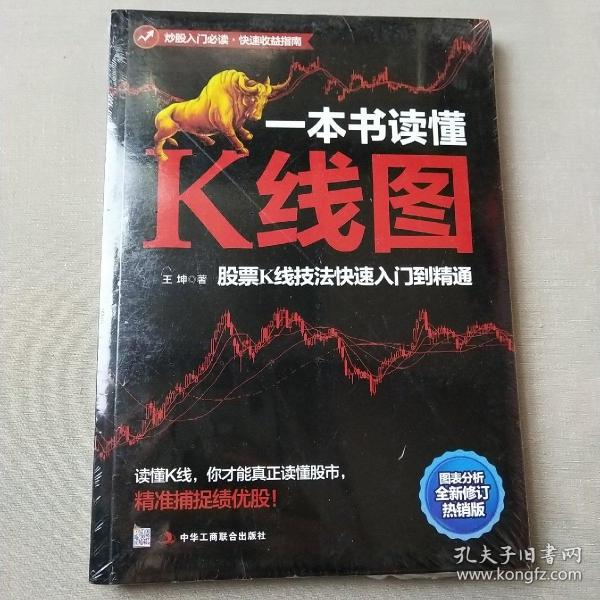 炒股入门必读·快速收益指南
一本书读懂
K线图
王 坤◎著
股票K线技法快速入门到精通
读懂K线，你才能真正读懂股市，
精准捕捉绩优股！
图表分析
全新修订
热销版
中华工商联合出版社
孔夫子旧书网
www.kongfz.com